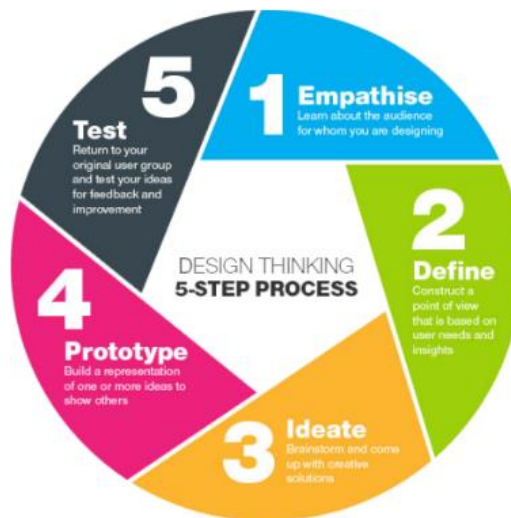 DESIGN THINKING
5-STEP PROCESS
1
Empathise
Learn about the audience
for whom you are designing
2
Define
Construct a
point of view
that is based on
user needs and
insights
3
Ideate
Brainstorm and come
up with creative
solutions
4
Prototype
Build a representation
of one or more ideas to
show others
5
Test
Return to your
original user group
and test your ideas
for feedback and
improvement